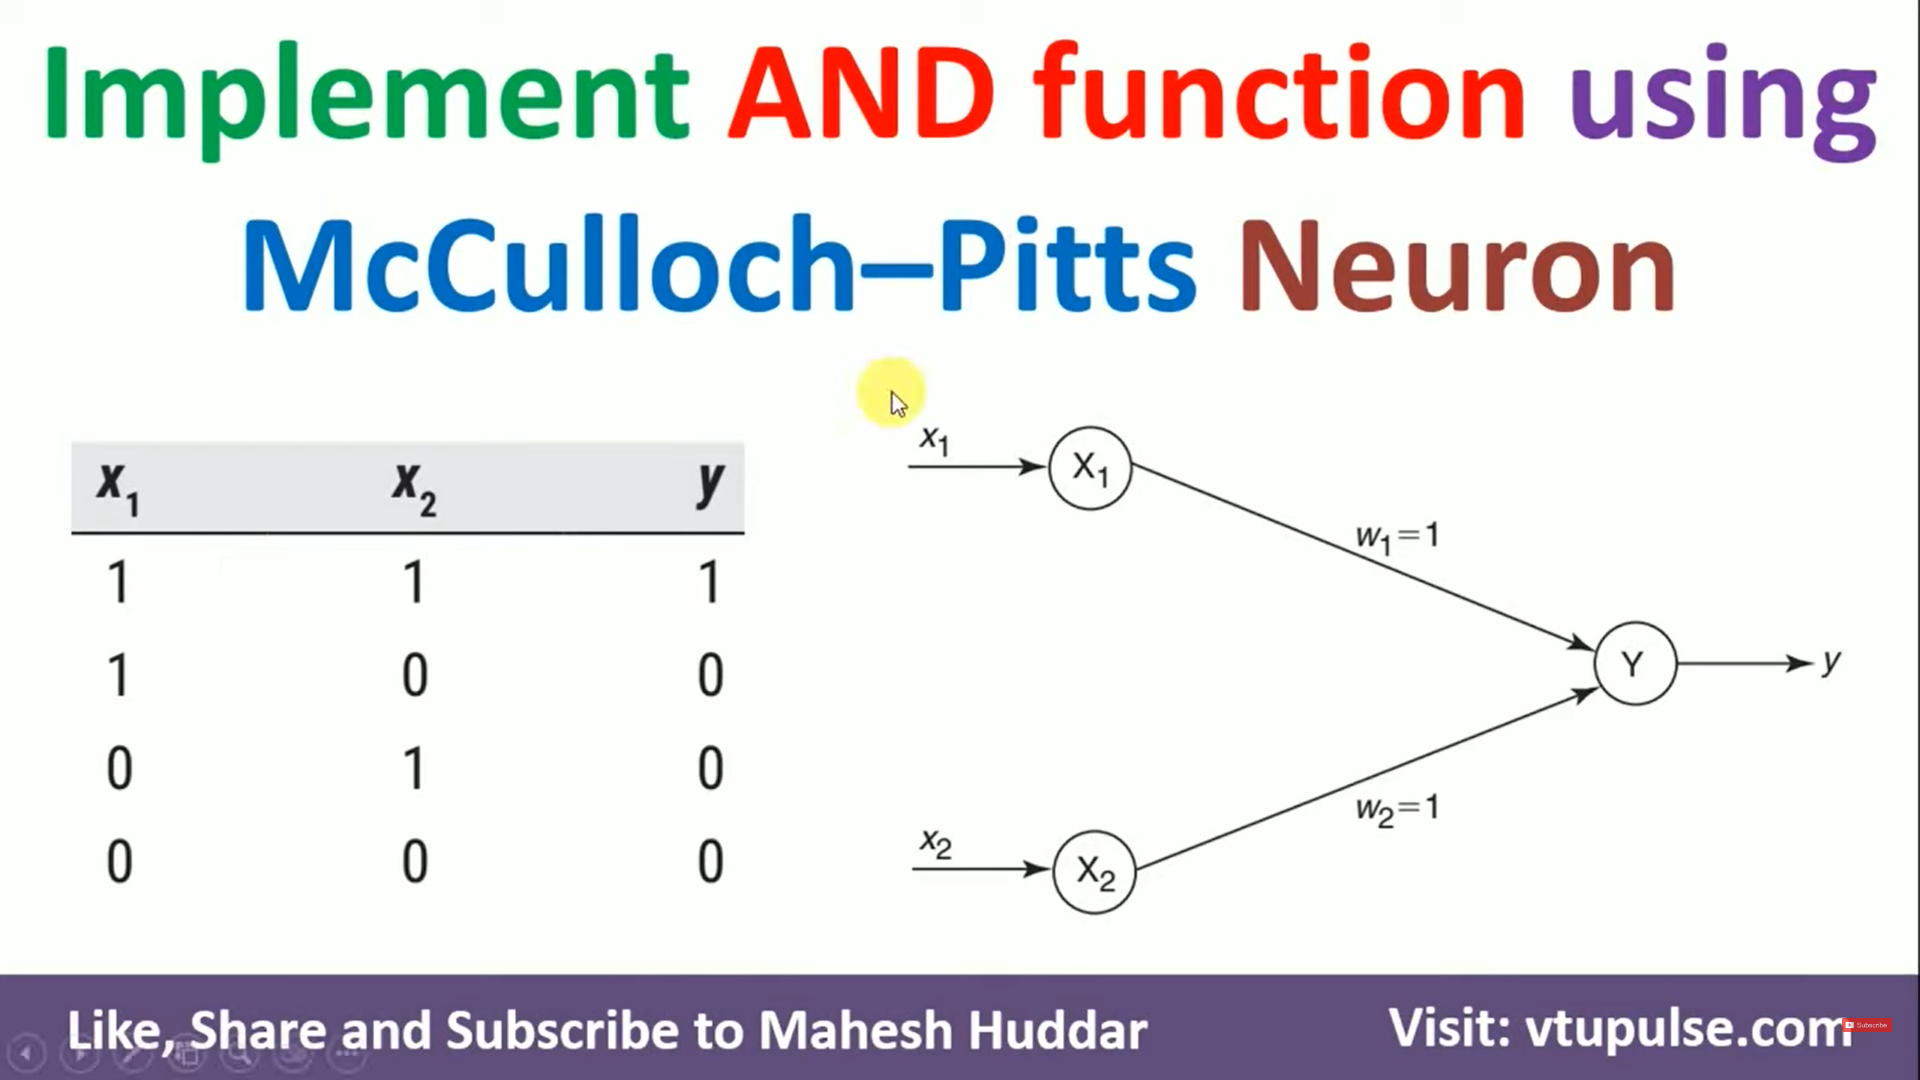 Implement AND function using
McCulloch–Pitts Neuron
x₁ x₂ y
1 1 1
1 0 0
0 1 0
0 0 0
x₁
X₁
w₁=1
Y
y
w₂=1
x₂
X₂
Like, Share and Subscribe to Mahesh Huddar
Visit: vtupulse.com
Subscribe